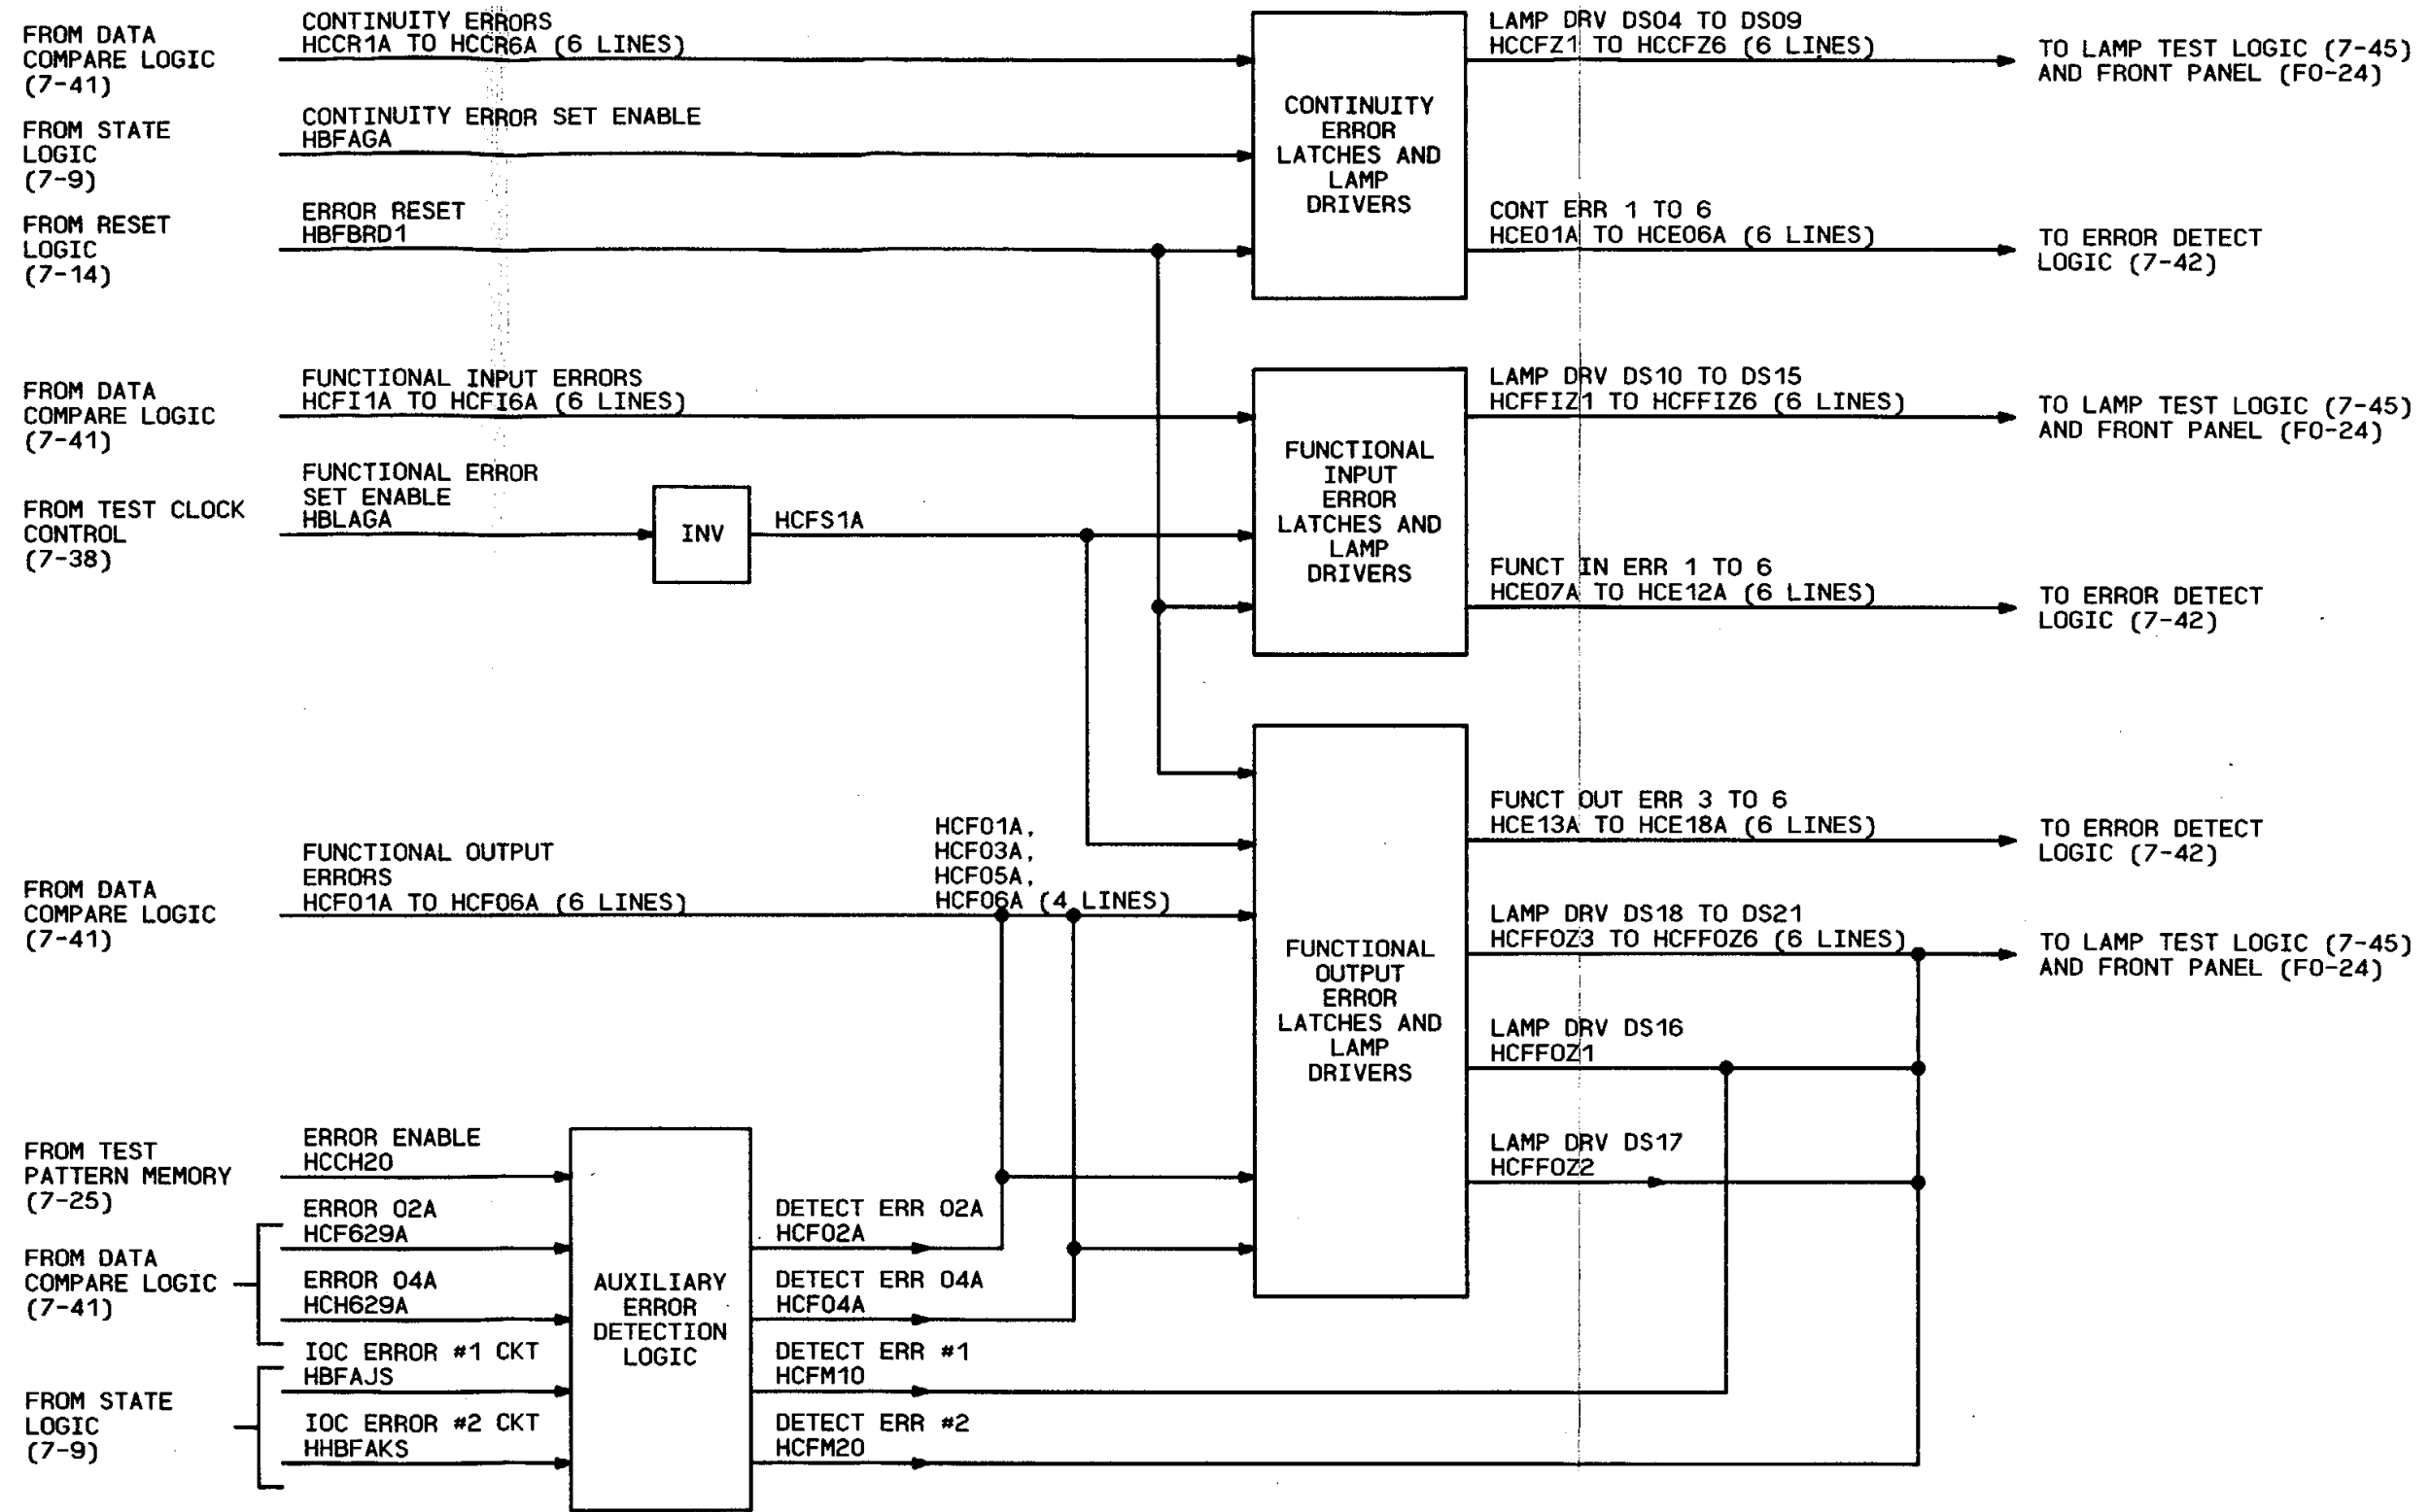 FROM DATA
COMPARE LOGIC
(7-41)
CONTINUITY ERRORS
HCCR1A TO HCCR6A (6 LINES)
FROM STATE
LOGIC
(7-9)
CONTINUITY ERROR SET ENABLE
HBFAGA
FROM RESET
LOGIC
(7-14)
ERROR RESET
HBFBRD1
CONTINUITY
ERROR
LATCHES AND
LAMP
DRIVERS
LAMP DRV DS04 TO DS09
HCCFZ1 TO HCCFZ6 (6 LINES)
TO LAMP TEST LOGIC (7-45)
AND FRONT PANEL (FO-24)
CONT ERR 1 TO 6
HCE01A TO HCE06A (6 LINES)
TO ERROR DETECT
LOGIC (7-42)
FROM DATA
COMPARE LOGIC
(7-41)
FUNCTIONAL INPUT ERRORS
HCFI1A TO HCFI6A (6 LINES)
FROM TEST CLOCK
CONTROL
(7-38)
FUNCTIONAL ERROR
SET ENABLE
HBLAGA
INV
HCFS1A
FUNCTIONAL
INPUT
ERROR
LATCHES AND
LAMP
DRIVERS
LAMP DRV DS10 TO DS15
HCFFIZ1 TO HCFFIZ6 (6 LINES)
TO LAMP TEST LOGIC (7-45)
AND FRONT PANEL (FO-24)
FUNCT IN ERR 1 TO 6
HCE07A TO HCE12A (6 LINES)
TO ERROR DETECT
LOGIC (7-42)
FROM DATA
COMPARE LOGIC
(7-41)
FUNCTIONAL OUTPUT
ERRORS
HCFO1A TO HCFO6A (6 LINES)
HCFO1A,
HCFO3A,
HCFO5A,
HCFO6A (4 LINES)
FUNCTIONAL
OUTPUT
ERROR
LATCHES AND
LAMP
DRIVERS
FUNCT OUT ERR 3 TO 6
HCE13A TO HCE18A (6 LINES)
TO ERROR DETECT
LOGIC (7-42)
LAMP DRV DS18 TO DS21
HCFFOZ3 TO HCFFOZ6 (6 LINES)
TO LAMP TEST LOGIC (7-45)
AND FRONT PANEL (FO-24)
LAMP DRV DS16
HCFFOZ1
LAMP DRV DS17
HCFFOZ2
FROM TEST
PATTERN MEMORY
(7-25)
ERROR ENABLE
HCCH20
FROM DATA
COMPARE LOGIC
(7-41)
ERROR 02A
HCF629A
ERROR 04A
HCH629A
FROM STATE
LOGIC
(7-9)
IOC ERROR #1 CKT
HBFAJS
IOC ERROR #2 CKT
HHBFAKS
AUXILIARY
ERROR
DETECTION
LOGIC
DETECT ERR 02A
HCFO2A
DETECT ERR 04A
HCFO4A
DETECT ERR #1
HCFM10
DETECT ERR #2
HCFM20